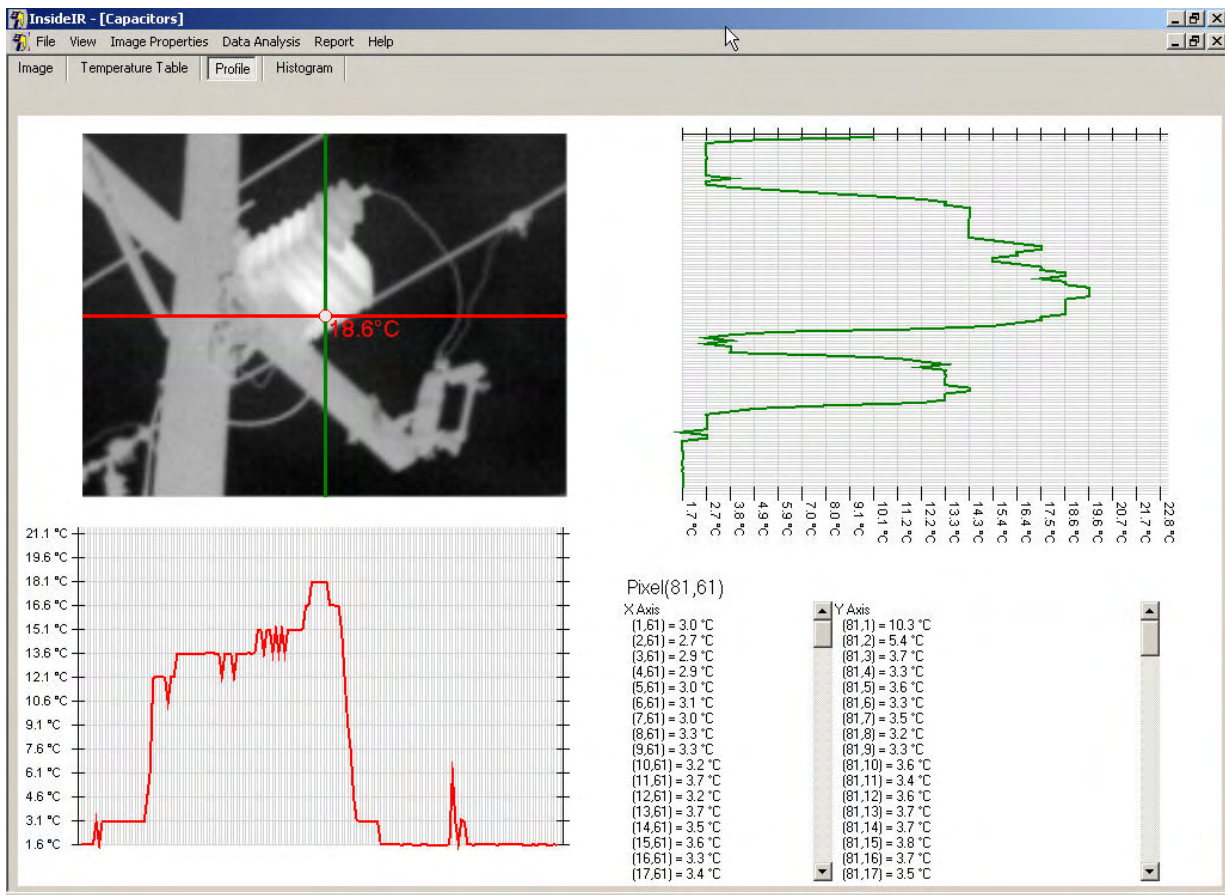 InsideIR - [Capacitors]
File View Image Properties Data Analysis Report Help
Image Temperature Table Profile Histogram
18.6°C
1.7 °C
2.7 °C
3.8 °C
4.9 °C
5.9 °C
7.0 °C
8.0 °C
9.1 °C
10.1 °C
11.2 °C
12.2 °C
13.3 °C
14.3 °C
15.4 °C
16.4 °C
17.5 °C
18.6 °C
19.6 °C
20.7 °C
21.7 °C
22.8 °C
21.1 °C
19.6 °C
18.1 °C
16.6 °C
15.1 °C
13.6 °C
12.1 °C
10.6 °C
9.1 °C
7.6 °C
6.1 °C
4.6 °C
3.1 °C
1.6 °C
Pixel(81,61)
X Axis
(1,61) = 3.0 °C
(2,61) = 2.7 °C
(3,61) = 2.9 °C
(4,61) = 2.9 °C
(5,61) = 3.0 °C
(6,61) = 3.1 °C
(7,61) = 3.0 °C
(8,61) = 3.3 °C
(9,61) = 3.3 °C
(10,61) = 3.2 °C
(11,61) = 3.7 °C
(12,61) = 3.2 °C
(13,61) = 3.7 °C
(14,61) = 3.5 °C
(15,61) = 3.6 °C
(16,61) = 3.3 °C
(17,61) = 3.4 °C
Y Axis
(81,1) = 10.3 °C
(81,2) = 5.4 °C
(81,3) = 3.7 °C
(81,4) = 3.3 °C
(81,5) = 3.6 °C
(81,6) = 3.3 °C
(81,7) = 3.5 °C
(81,8) = 3.2 °C
(81,9) = 3.3 °C
(81,10) = 3.6 °C
(81,11) = 3.4 °C
(81,12) = 3.6 °C
(81,13) = 3.7 °C
(81,14) = 3.7 °C
(81,15) = 3.8 °C
(81,16) = 3.7 °C
(81,17) = 3.5 °C